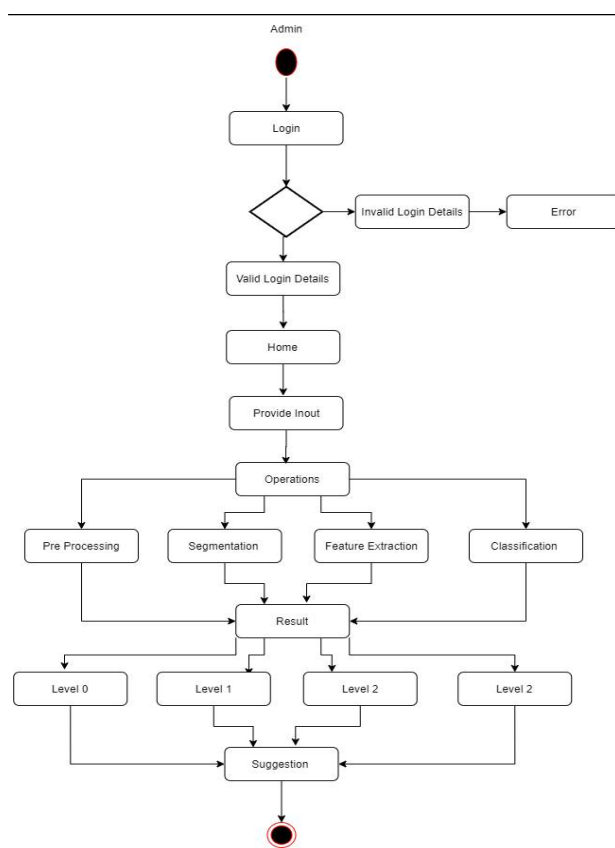 Admin
Login
Invalid Login Details
Error
Valid Login Details
Home
Provide Inout
Operations
Pre Processing
Segmentation
Feature Extraction
Classification
Result
Level 0
Level 1
Level 2
Level 2
Suggestion